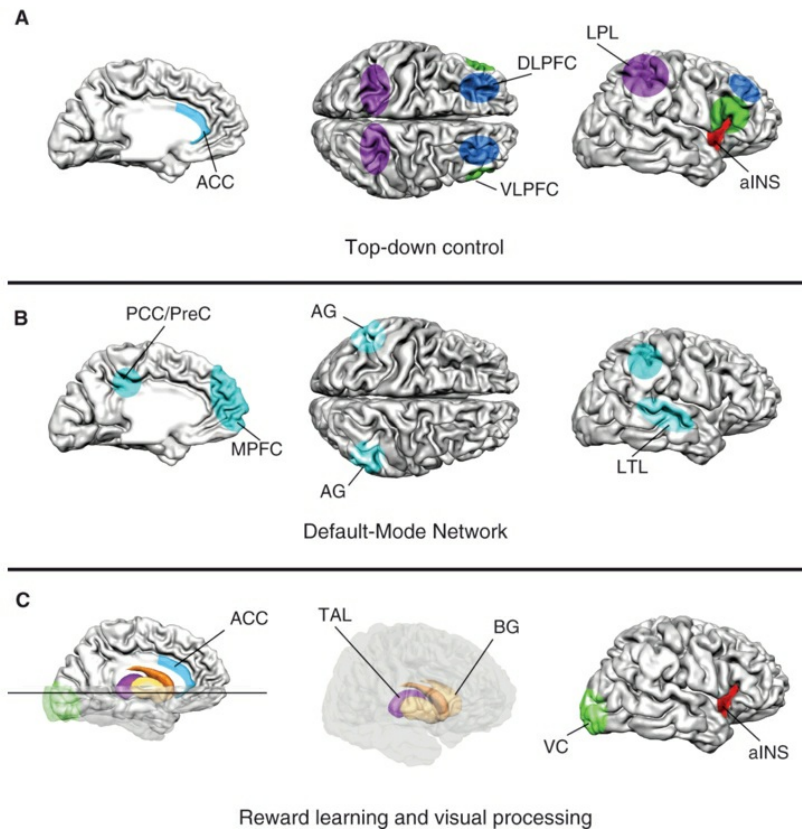 A
LPL
DLPFC
ACC
VLPFC
aINS
Top-down control
B
PCC/PreC
AG
MPFC
AG
LTL
Default-Mode Network
C
ACC
TAL
BG
VC
aINS
Reward learning and visual processing